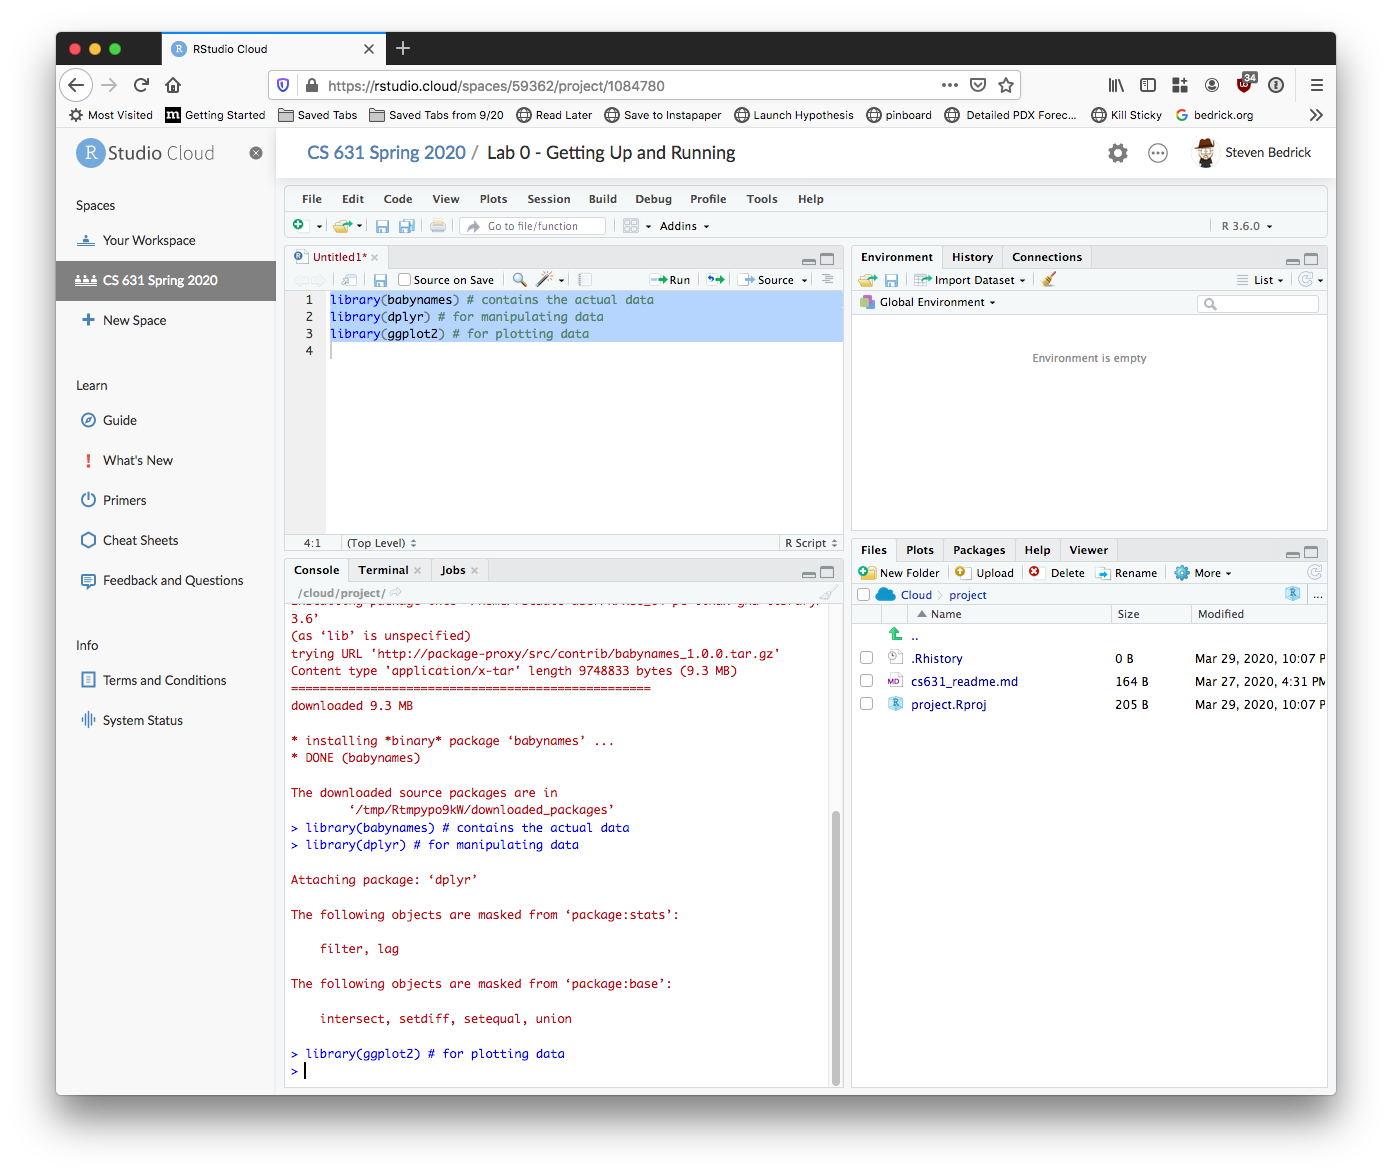 RStudio Cloud
https://rstudio.cloud/spaces/59362/project/1084780
34
Most Visited Getting Started Saved Tabs Saved Tabs from 9/20 Read Later Save to Instapaper Launch Hypothesis pinboard Detailed PDX Forec... Kill Sticky bedrick.org
R Studio Cloud
CS 631 Spring 2020 / Lab 0 - Getting Up and Running
Steven Bedrick
Spaces
Your Workspace
CS 631 Spring 2020
New Space
Learn
Guide
What's New
Primers
Cheat Sheets
Feedback and Questions
Info
Terms and Conditions
System Status
File Edit Code View Plots Session Build Debug Profile Tools Help
Go to file/function Addins R 3.6.0
Untitled1*
Source on Save Run Source
1 library(babynames) # contains the actual data
2 library(dplyr) # for manipulating data
3 library(ggplot2) # for plotting data
4
4:1 (Top Level) R Script
Console Terminal Jobs
/cloud/project/
3.6’
(as ‘lib’ is unspecified)
trying URL 'http://package-proxy/src/contrib/babynames_1.0.0.tar.gz'
Content type 'application/x-tar' length 9748833 bytes (9.3 MB)
==================================================
downloaded 9.3 MB
* installing *binary* package ‘babynames’ ...
* DONE (babynames)
The downloaded source packages are in
‘/tmp/Rtmpypo9kW/downloaded_packages’
> library(babynames) # contains the actual data
> library(dplyr) # for manipulating data
Attaching package: ‘dplyr’
The following objects are masked from ‘package:stats’:
filter, lag
The following objects are masked from ‘package:base’:
intersect, setdiff, setequal, union
> library(ggplot2) # for plotting data
>
Environment History Connections
Import Dataset List
Global Environment
Environment is empty
Files Plots Packages Help Viewer
New Folder Upload Delete Rename More
Cloud project ...
Name Size Modified
..
.Rhistory 0 B Mar 29, 2020, 10:07 P
cs631_readme.md 164 B Mar 27, 2020, 4:31 PM
project.Rproj 205 B Mar 29, 2020, 10:07 P